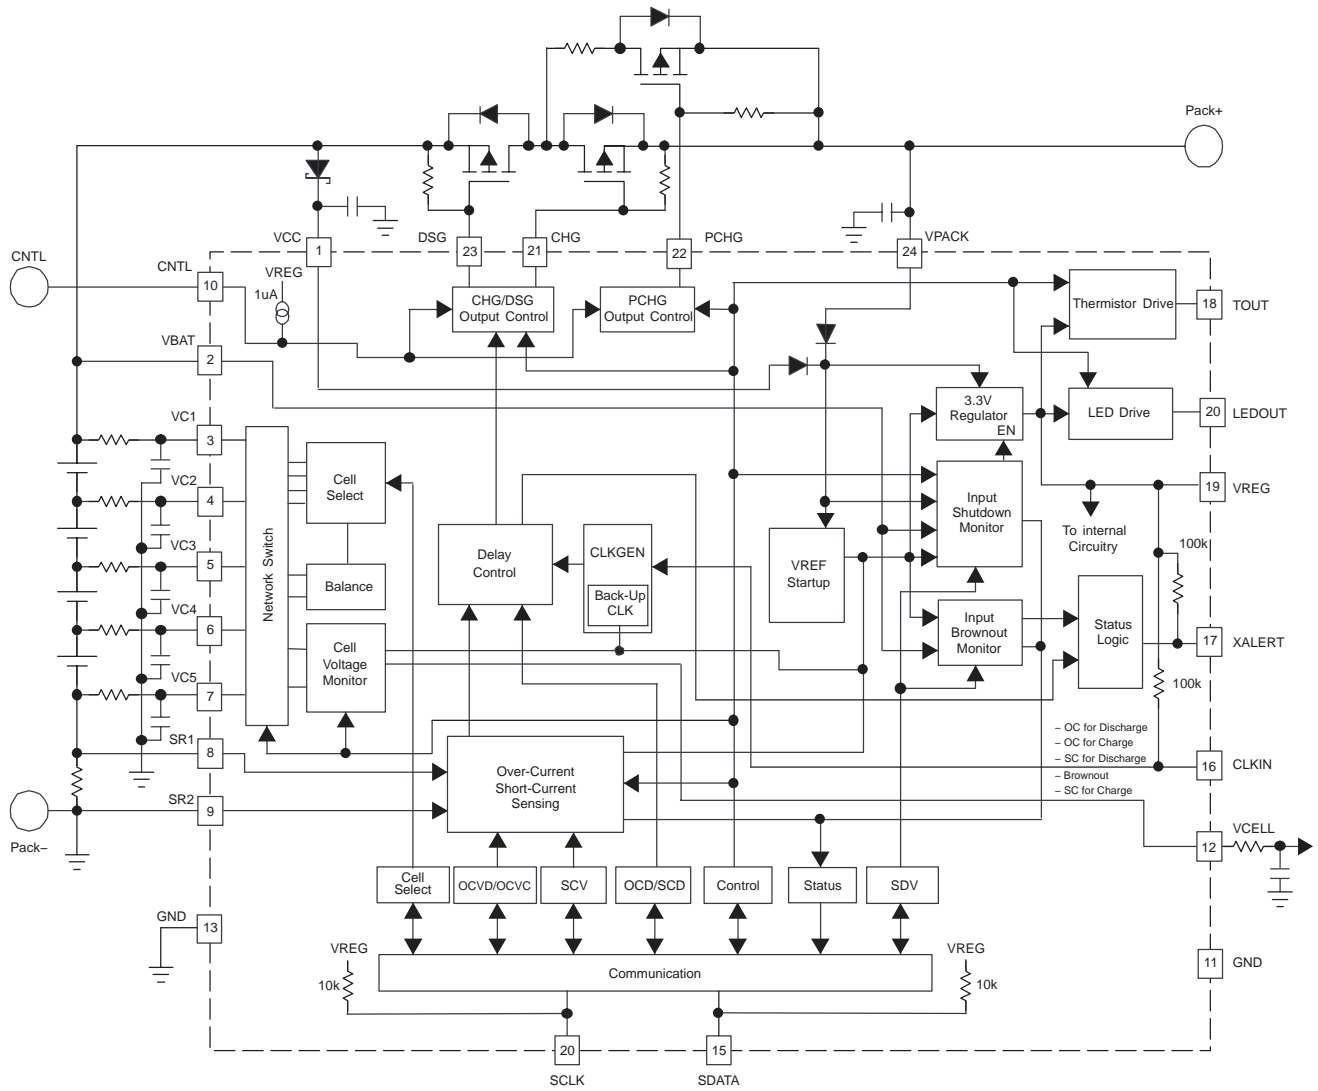 Pack+
VCC
1
DSG
23
CHG
21
22
PCHG
24
VPACK
CNTL
CNTL
10
VREG
1uA
CHG/DSG
Output Control
PCHG
Output Control
Thermistor Drive
18
TOUT
VBAT
2
3.3V
Regulator
EN
LED Drive
20
LEDOUT
VC1
3
VC2
4
VC3
5
VC4
6
VC5
7
Network Switch
Cell
Select
Balance
Cell
Voltage
Monitor
Delay
Control
CLKGEN
Back-Up
CLK
VREF
Startup
Input
Shutdown
Monitor
Input
Brownout
Monitor
19
VREG
To internal
Circuitry
100k
Status
Logic
17
XALERT
100k
SR1
8
SR2
9
Pack–
Over-Current
Short-Current
Sensing
– OC for Discharge
– OC for Charge
– SC for Discharge
– Brownout
– SC for Charge
16
CLKIN
12
VCELL
Cell
Select
OCVD/OCVC
SCV
OCD/SCD
Control
Status
SDV
GND
13
11
GND
VREG
10k
Communication
VREG
10k
20
SCLK
15
SDATA